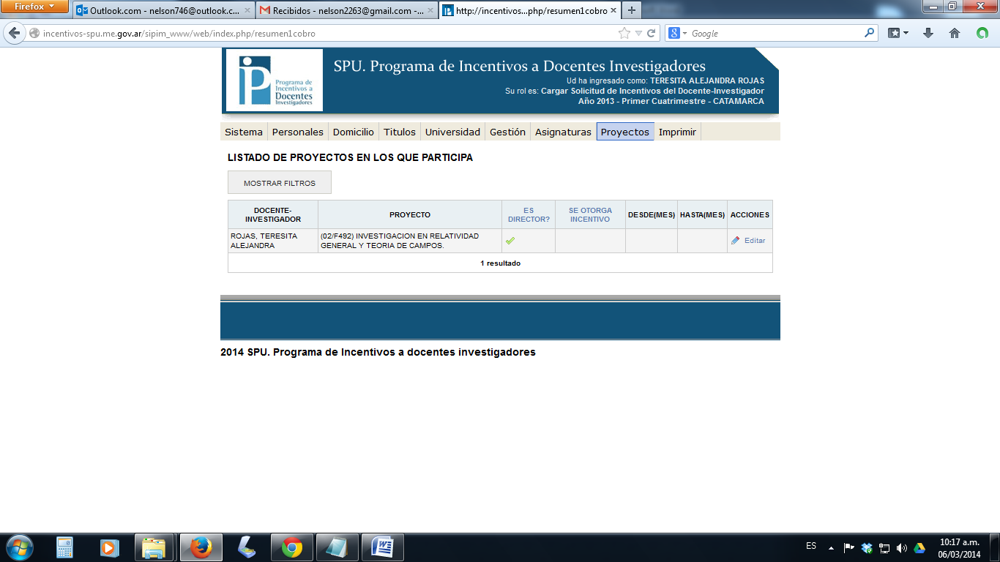 Firefox
Outlook.com - nelson746@outlook.c...
Recibidos - nelson2263@gmail.com -...
http://incentivos...php/resumen1cobro
incentivos-spu.me.gov.ar/sipim_www/web/index.php/resumen1cobro
Google
Programa de
Incentivos a
Docentes
Investigadores
SPU. Programa de Incentivos a Docentes Investigadores
Ud ha ingresado como: TERESITA ALEJANDRA ROJAS
Su rol es: Cargar Solicitud de Incentivos del Docente-Investigador
Año 2013 - Primer Cuatrimestre - CATAMARCA
Sistema Personales Domicilio Titulos Universidad Gestión Asignaturas Proyectos Imprimir
LISTADO DE PROYECTOS EN LOS QUE PARTICIPA
MOSTRAR FILTROS
DOCENTE-
INVESTIGADOR
PROYECTO
ES
DIRECTOR?
SE OTORGA
INCENTIVO
DESDE(MES)
HASTA(MES)
ACCIONES
ROJAS, TERESITA
ALEJANDRA
(02/F492) INVESTIGACION EN RELATIVIDAD
GENERAL Y TEORIA DE CAMPOS.
Editar
1 resultado
2014 SPU. Programa de Incentivos a docentes investigadores
ES
10:17 a.m.
06/03/2014